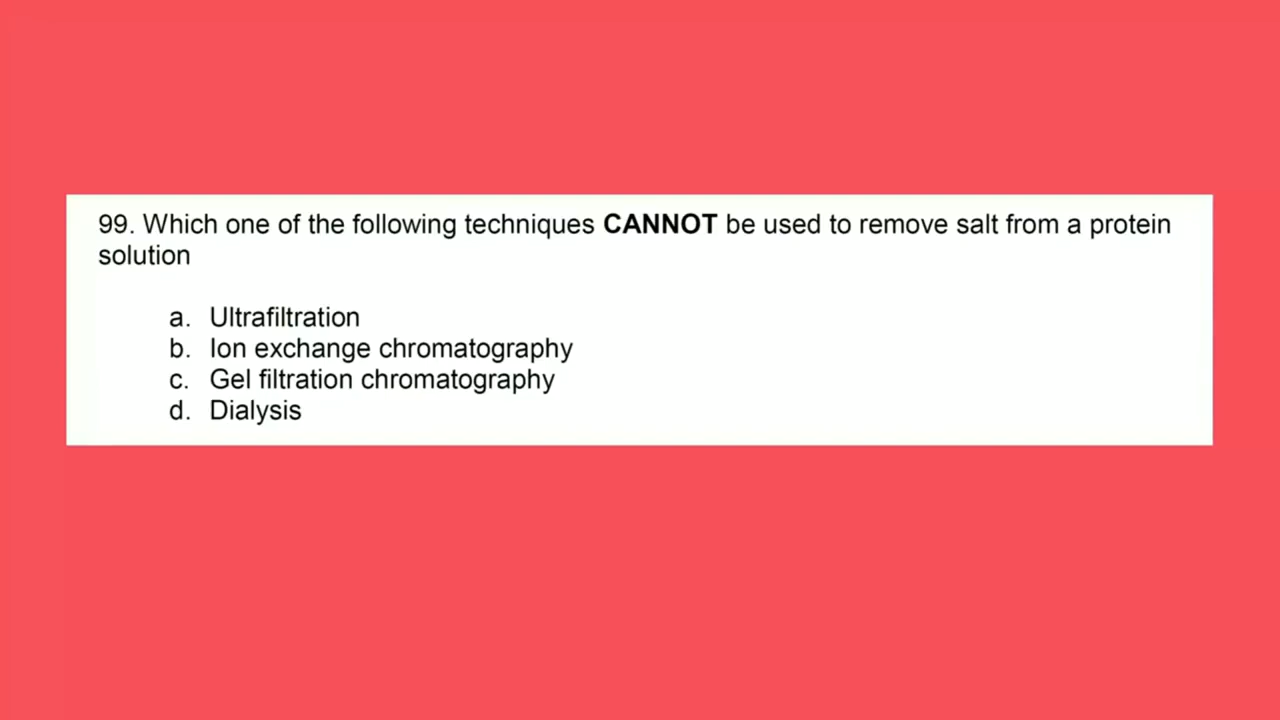 99. Which one of the following techniques CANNOT be used to remove salt from a protein
solution
a. Ultrafiltration
b. Ion exchange chromatography
c. Gel filtration chromatography
d. Dialysis